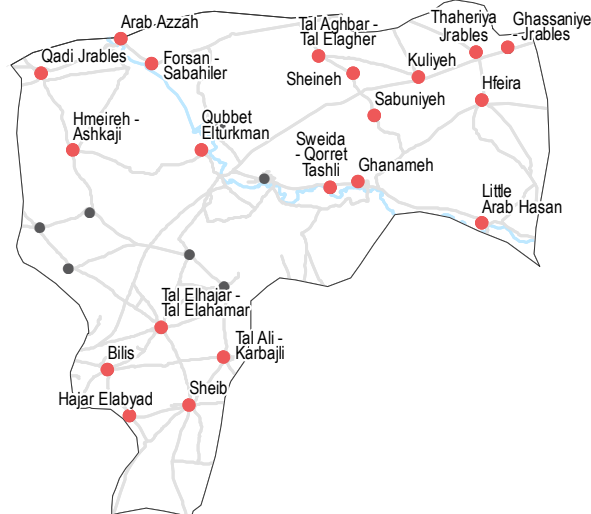 Arab Azzah
Tal Aghbar -
Tal Elagher
Thaheriya
Jrables
Ghassaniye
- Jrables
Qadi Jrables
Forsan -
Sabahiler
Kuliyeh
Sheineh
Hfeira
Sabuniyeh
Hmeireh -
Ashkaji
Qubbet
Elturkman
Sweida
- Qorret
Tashli
Ghanameh
Little
Arab Hasan
Tal Elhajar -
Tal Elahamar
Tal Ali -
Karbajli
Bilis
Sheib
Hajar Elabyad